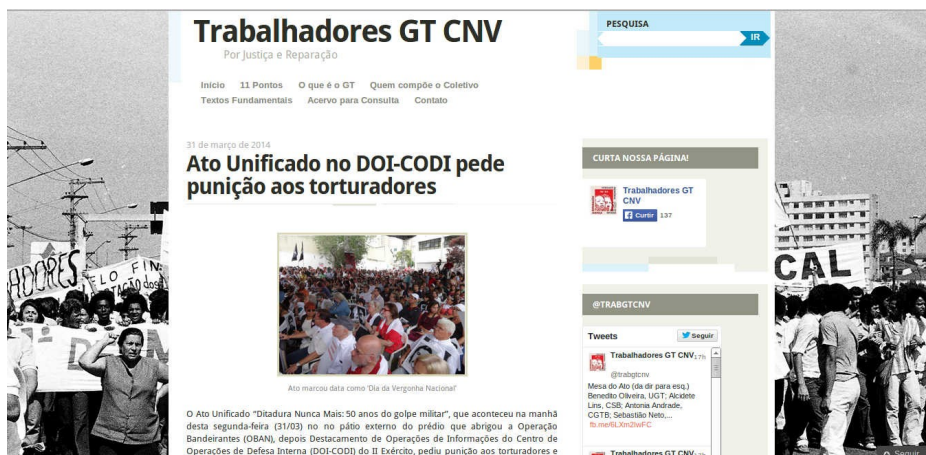 Trabalhadores GT CNV
Por Justiça e Reparação
Início 11 Pontos O que é o GT Quem compõe o Coletivo
Textos Fundamentais Acervo para Consulta Contato
31 de março de 2014
Ato Unificado no DOI-CODI pede
punição aos torturadores
Ato marcou data como 'Dia da Vergonha Nacional'
O Ato Unificado “Ditadura Nunca Mais: 50 anos do golpe militar”, que aconteceu na manhã
desta segunda-feira (31/03) no no pátio externo do prédio que abrigou a Operação
Bandeirantes (OBAN), depois Destacamento de Operações de Informações do Centro de
Operações de Defesa Interna (DOI-CODI) do II Exército, pediu punição aos torturadores e
PESQUISA
IR
CURTA NOSSA PÁGINA!
Trabalhadores GT
CNV
Curtir 137
@TRABGTCNV
Tweets Seguir
Trabalhadores GT CNV 17h
@trabgtcnv
Mesa do Ato (da dir para esq.)
Benedito Oliveira, UGT; Alcidete
Lins, CSB; Antonia Andrade,
CGTB; Sebastião Neto,...
fb.me/6LXm2IwFC
Trabalhadores GT CNV
Seguir
ADORES
ELO FIN
TAÇÃO dos
CAL